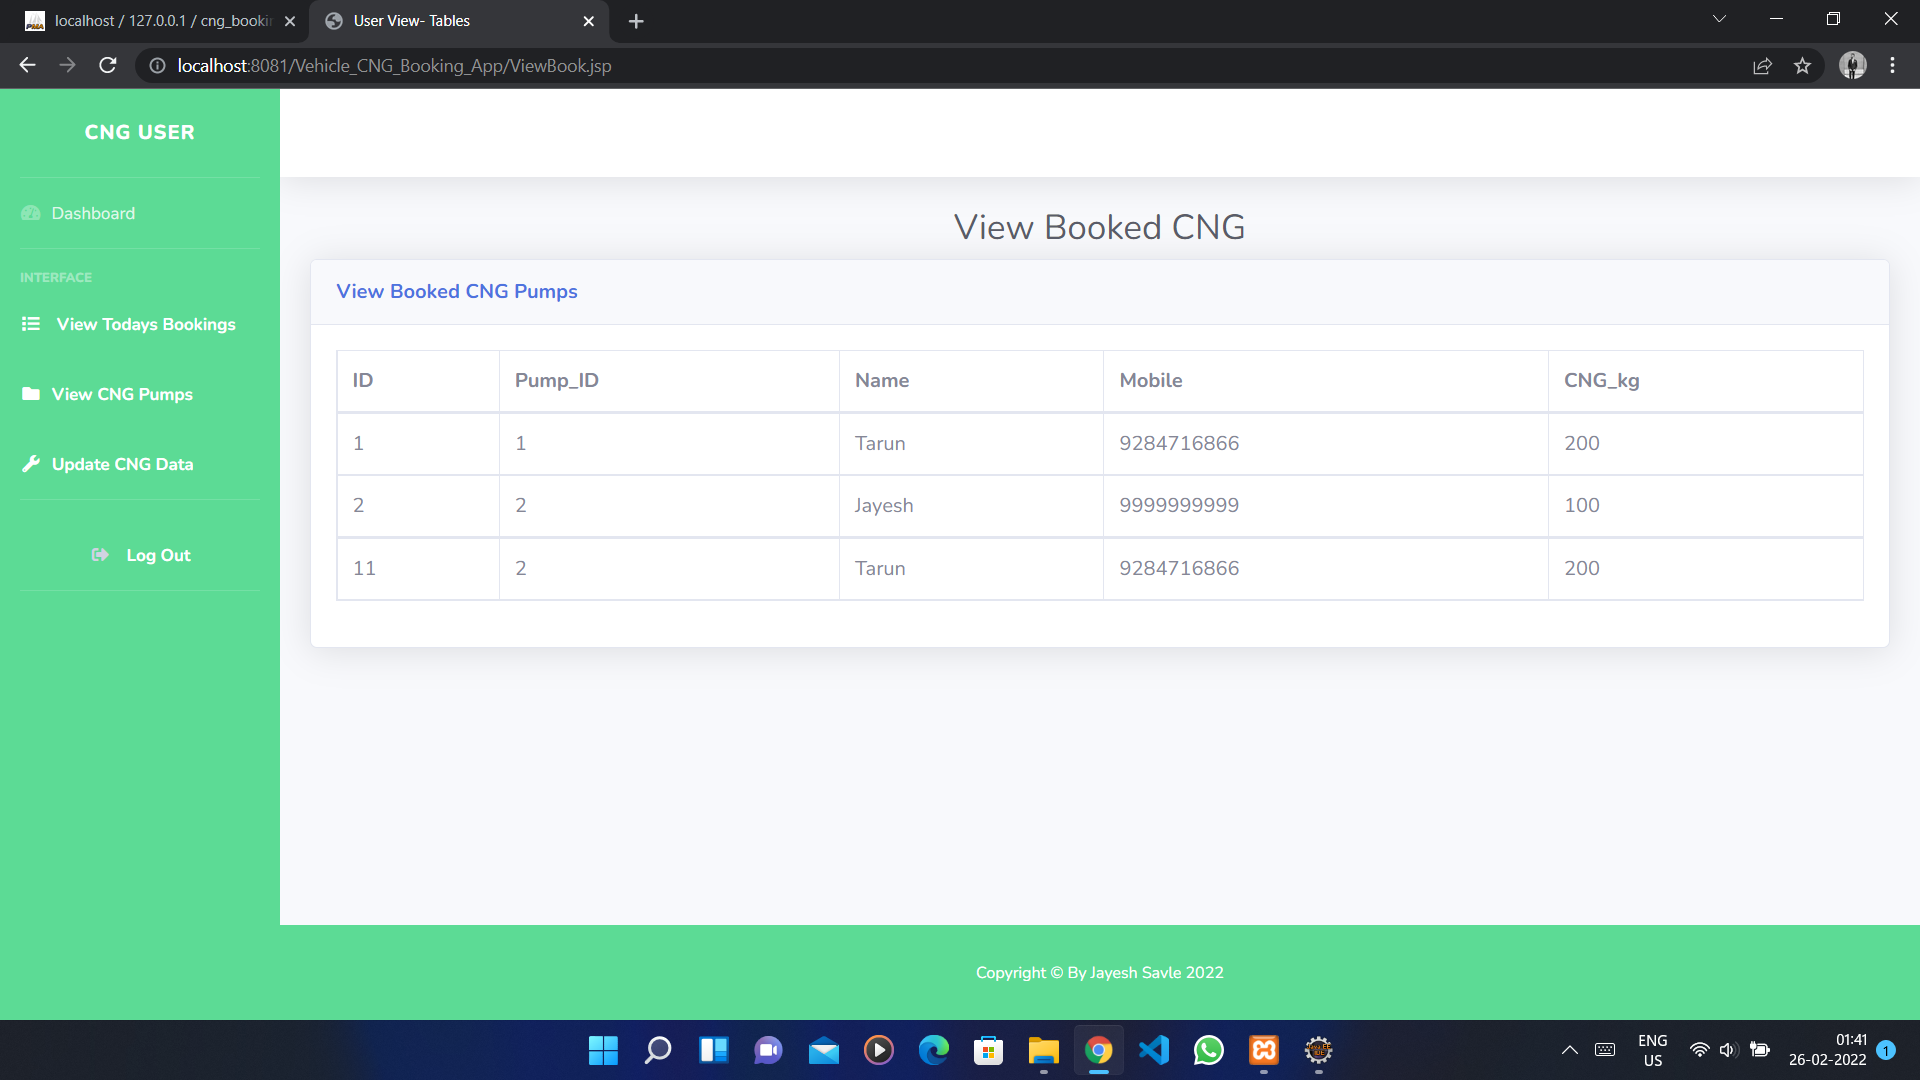 localhost / 127.0.0.1 / cng_bookin
User View- Tables
localhost:8081/Vehicle_CNG_Booking_App/ViewBook.jsp
CNG USER
Dashboard
INTERFACE
View Todays Bookings
View CNG Pumps
Update CNG Data
Log Out
View Booked CNG
View Booked CNG Pumps
ID Pump_ID Name Mobile CNG_kg
1 1 Tarun 9284716866 200
2 2 Jayesh 9999999999 100
11 2 Tarun 9284716866 200
Copyright © By Jayesh Savle 2022
ENG
US
01:41
26-02-2022
1